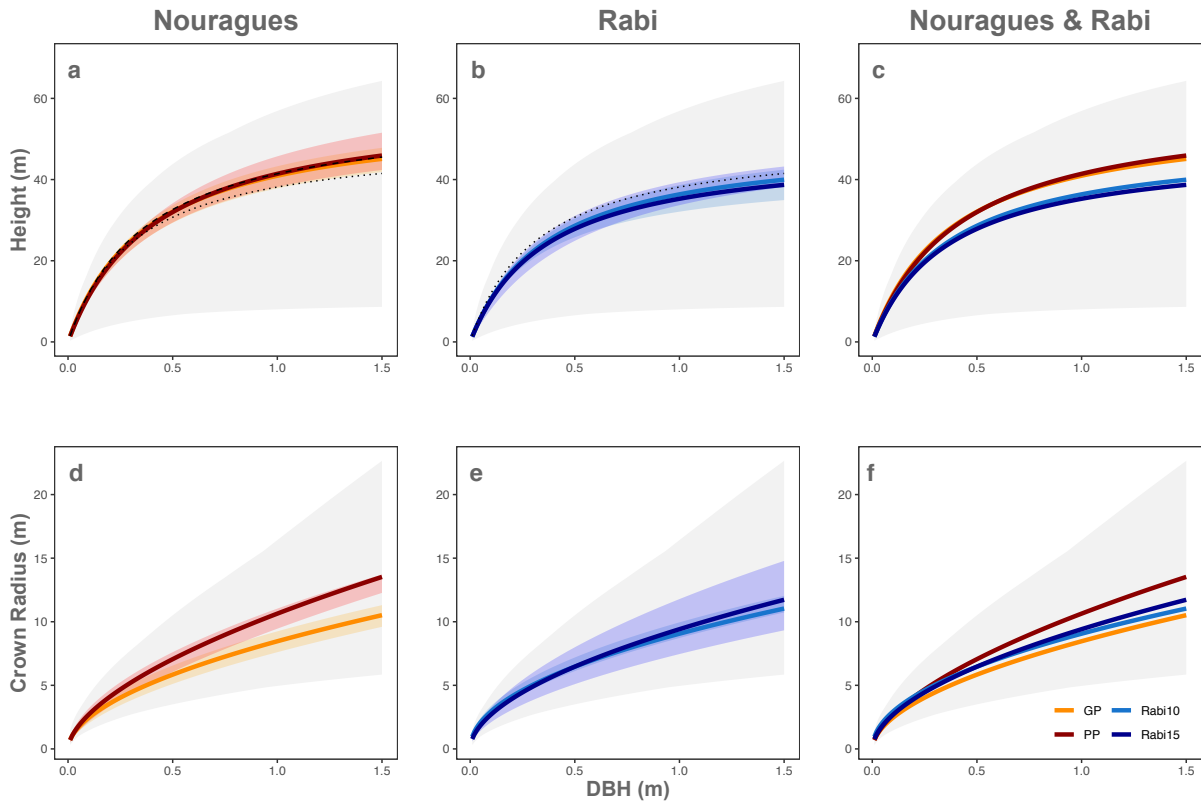 Nouragues Rabi Nouragues & Rabi
a b c
Height (m)
60 60 60
40 40 40
20 20 20
0 0 0
0.0 0.5 1.0 1.5 0.0 0.5 1.0 1.5 0.0 0.5 1.0 1.5
d e f
Crown Radius (m)
20 20 20
15 15 15
10 10 10
5 5 5
0 0 0
GP Rabi10
PP Rabi15
0.0 0.5 1.0 1.5 0.0 0.5 1.0 1.5 0.0 0.5 1.0 1.5
DBH (m)